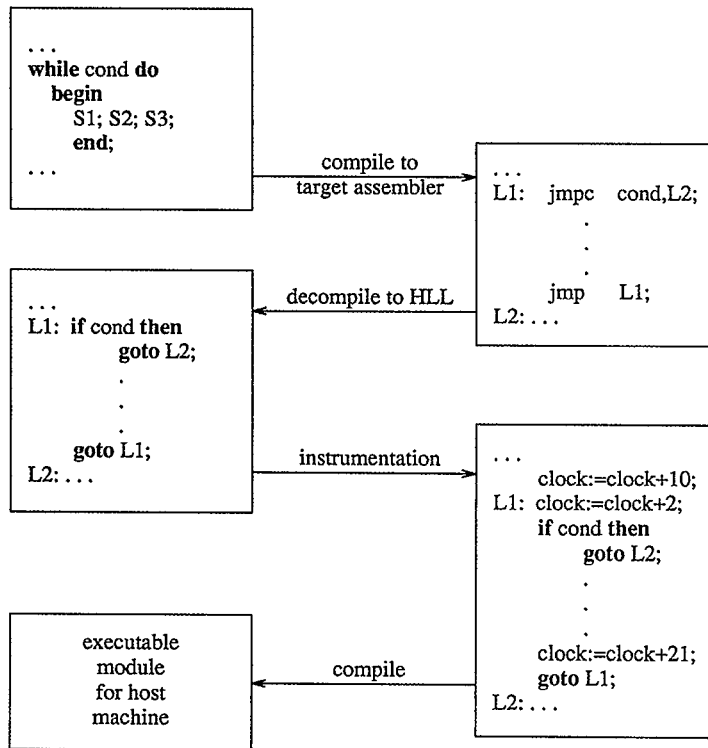 . . .
while cond do
begin
S1; S2; S3;
end;
. . .
compile to
target assembler
. . .
L1: jmpc cond,L2;
.
.
.
jmp L1;
L2: . . .
decompile to HLL
. . .
L1: if cond then
goto L2;
.
.
.
goto L1;
L2: . . .
instrumentation
. . .
clock:=clock+10;
L1: clock:=clock+2;
if cond then
goto L2;
.
.
.
clock:=clock+21;
goto L1;
L2: . . .
compile
executable
module
for host
machine